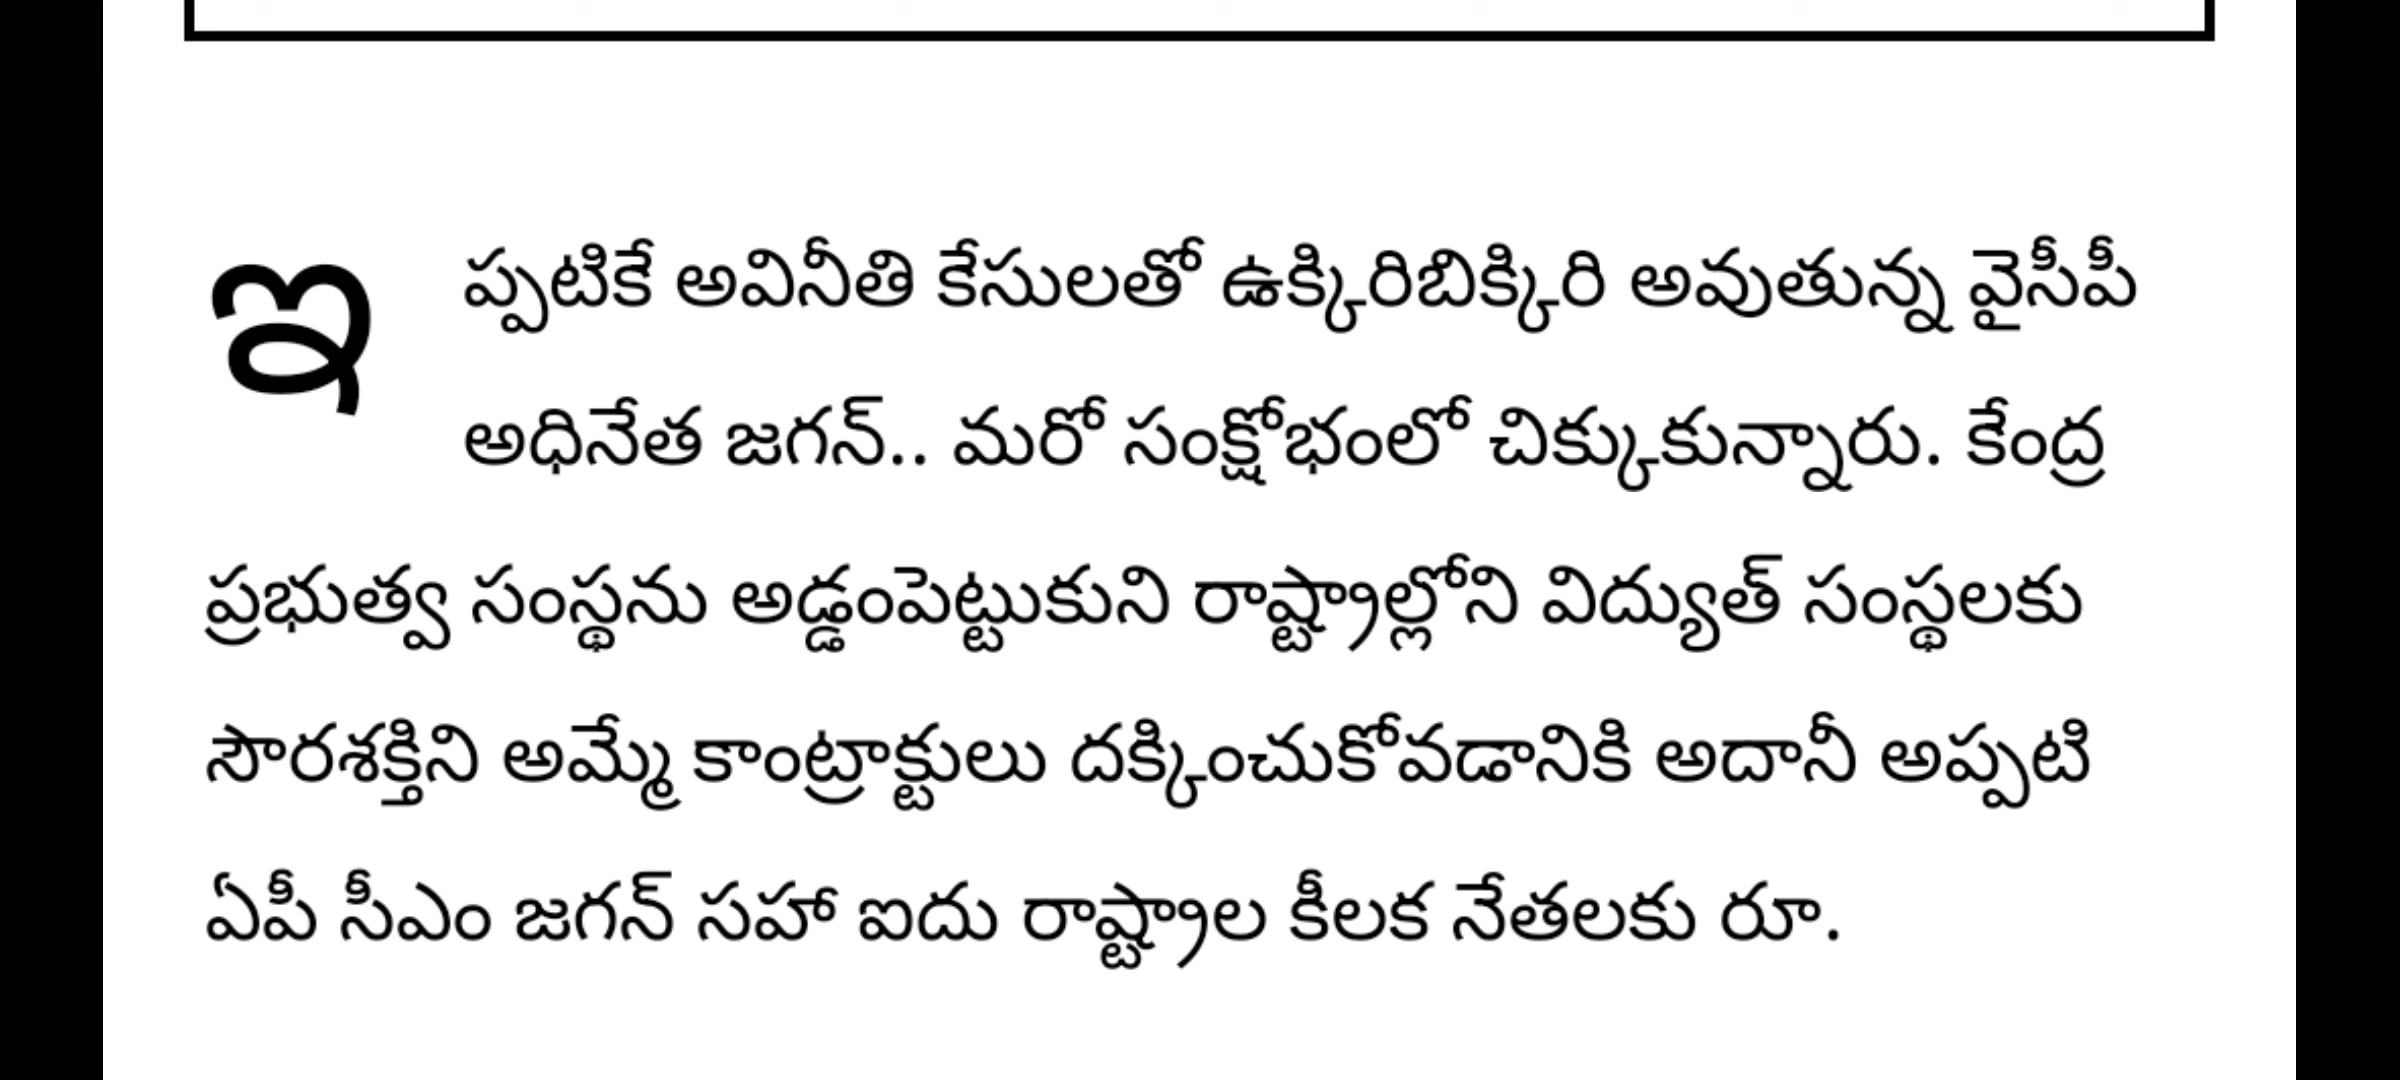 ఇప్పటికే అవినీతి కేసులతో ఉక్కిరిబిక్కిరి అవుతున్న వైసీపీ
అధినేత జగన్.. మరో సంక్షోభంలో చిక్కుకున్నారు. కేంద్ర
ప్రభుత్వ సంస్థను అడ్డంపెట్టుకుని రాష్ట్రాల్లోని విద్యుత్ సంస్థలకు
సౌరశక్తిని అమ్మే కాంట్రాక్టులు దక్కించుకోవడానికి అదానీ అప్పటి
ఏపీ సీఎం జగన్ సహా ఐదు రాష్ట్రాల కీలక నేతలకు రూ.